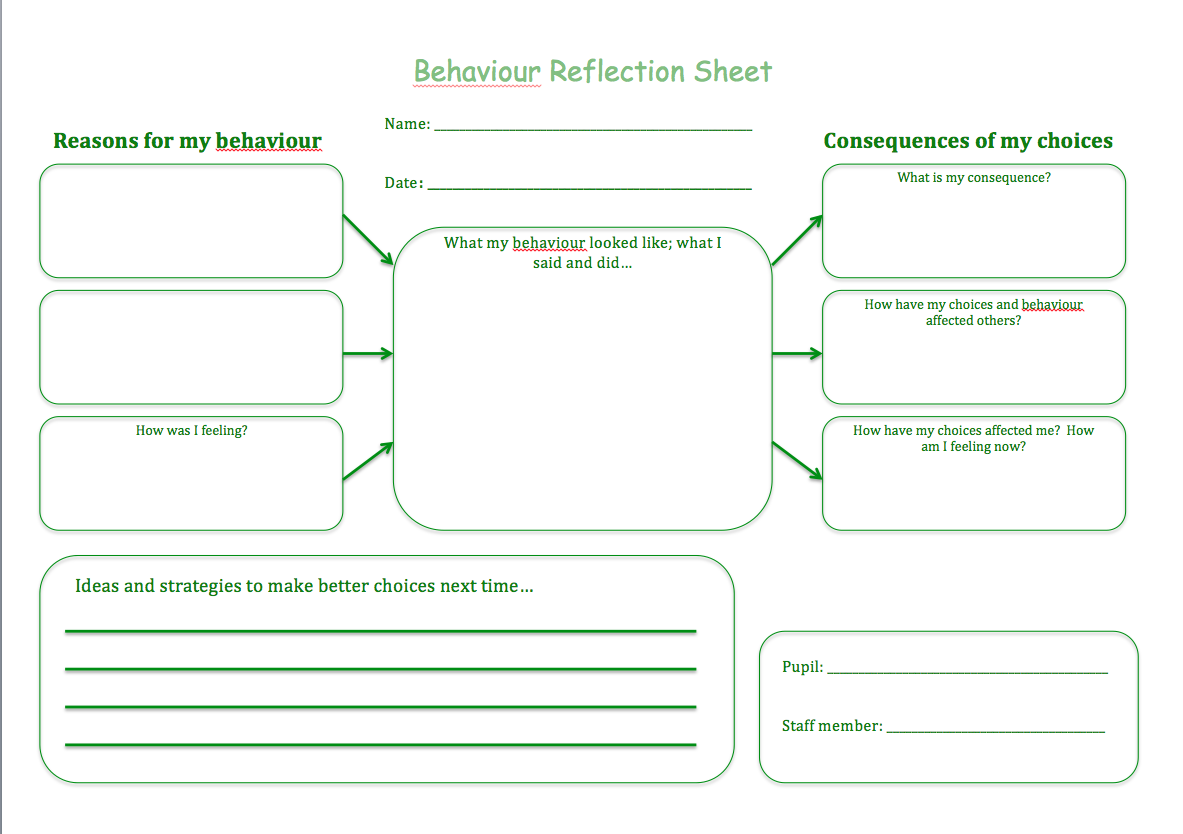 Behaviour Reflection Sheet
Name: ______________________________________________
Date: ______________________________________________
Reasons for my behaviour
How was I feeling?
What my behaviour looked like; what I
said and did…
Consequences of my choices
What is my consequence?
How have my choices and behaviour
affected others?
How have my choices affected me?  How
am I feeling now?
Ideas and strategies to make better choices next time…
Pupil: ______________________________________
Staff member: ______________________________